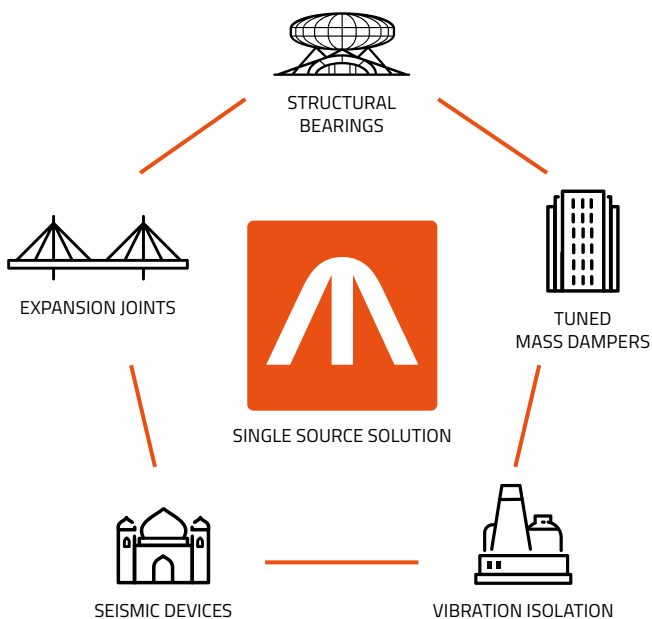 STRUCTURAL
BEARINGS
EXPANSION JOINTS
TUNED
MASS DAMPERS
SINGLE SOURCE SOLUTION
SEISMIC DEVICES
VIBRATION ISOLATION